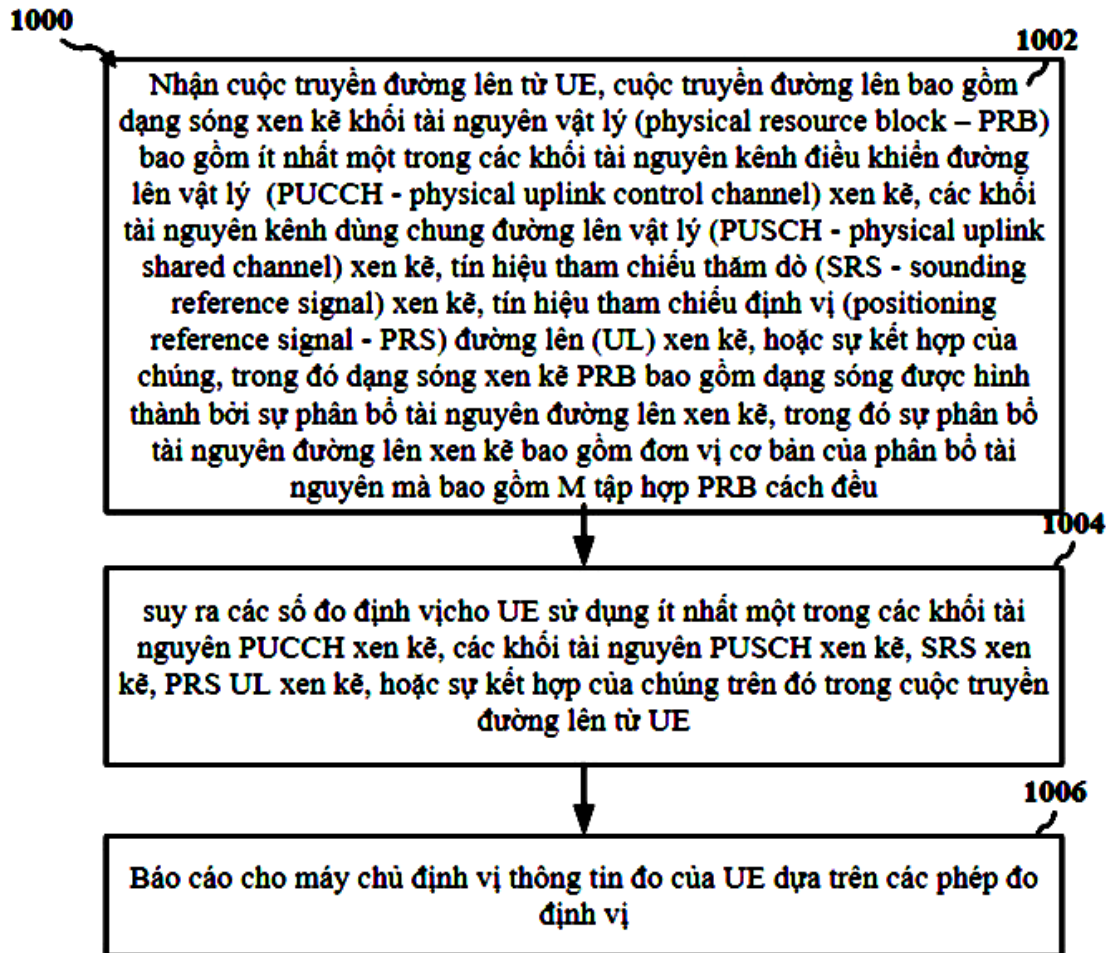 1000
1002
Nhận cuộc truyền đường lên từ UE, cuộc truyền đường lên bao gồm
dạng sóng xen kẽ khối tài nguyên vật lý (physical resource block – PRB)
bao gồm ít nhất một trong các khối tài nguyên kênh điều khiển đường
lên vật lý (PUCCH - physical uplink control channel) xen kẽ, các khối
tài nguyên kênh dùng chung đường lên vật lý (PUSCH - physical uplink
shared channel) xen kẽ, tín hiệu tham chiếu thăm dò (SRS - sounding
reference signal) xen kẽ, tín hiệu tham chiếu định vị (positioning
reference signal - PRS) đường lên (UL) xen kẽ, hoặc sự kết hợp của
chúng, trong đó dạng sóng xen kẽ PRB bao gồm dạng sóng được hình
thành bởi sự phân bổ tài nguyên đường lên xen kẽ, trong đó sự phân bổ
tài nguyên đường lên xen kẽ bao gồm đơn vị cơ bản của phân bổ tài
nguyên mà bao gồm M tập hợp PRB cách đều
1004
suy ra các số đo định vịcho UE sử dụng ít nhất một trong các khối tài
nguyên PUCCH xen kẽ, các khối tài nguyên PUSCH xen kẽ, SRS xen
kẽ, PRS UL xen kẽ, hoặc sự kết hợp của chúng trên đó trong cuộc truyền
đường lên từ UE
1006
Báo cáo cho máy chủ định vị thông tin đo của UE dựa trên các phép đo
định vị